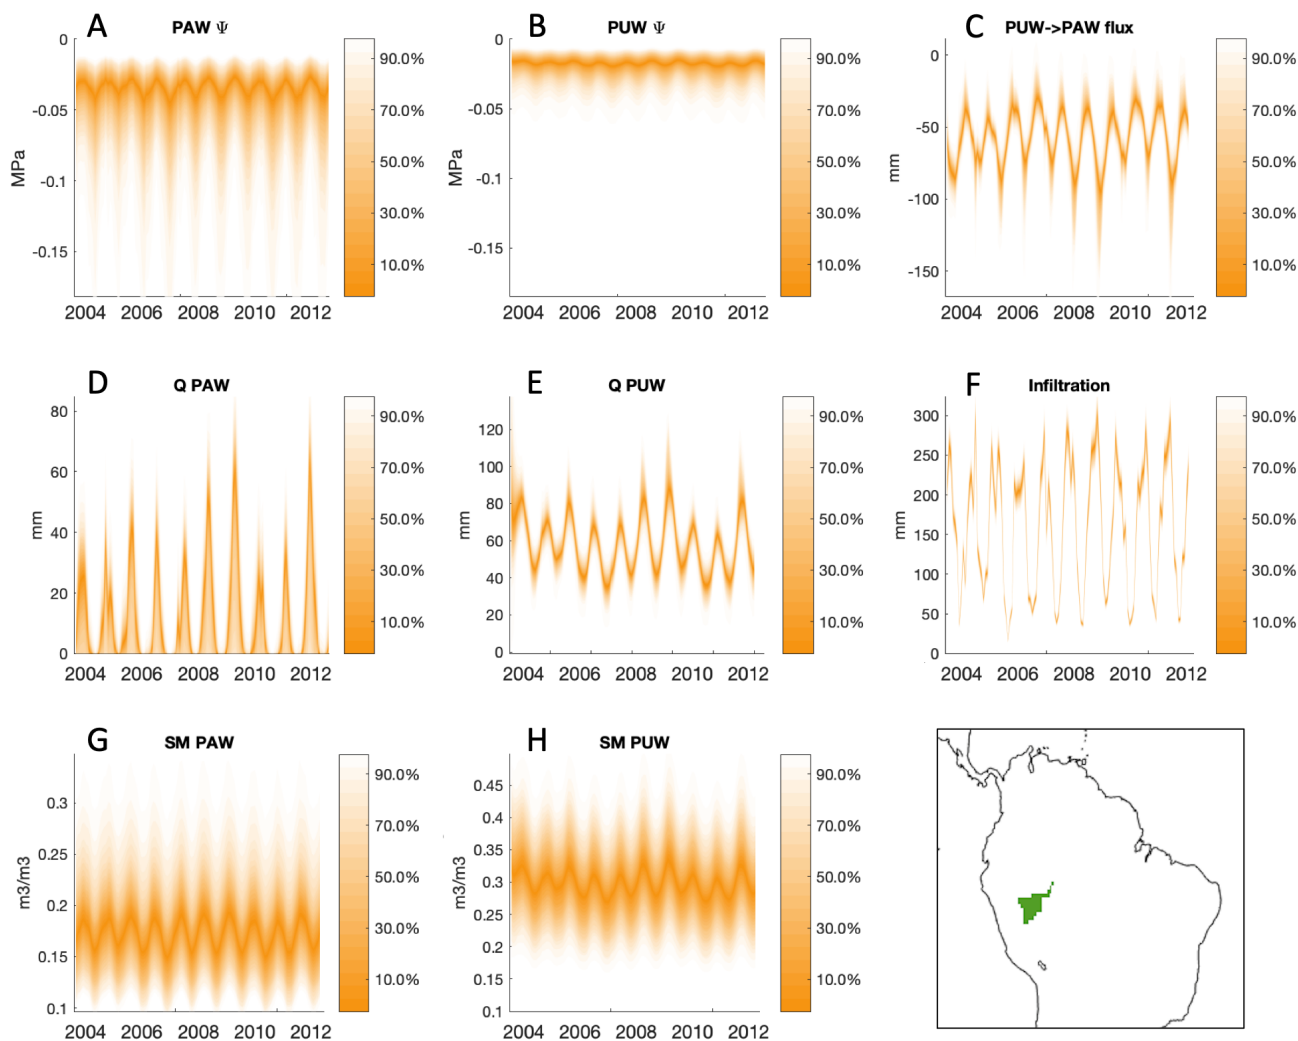 A
PAW Ψ
0
-0.05
-0.1
-0.15
MPa
2004 2006 2008 2010 2012
90.0%
70.0%
50.0%
30.0%
10.0%
B
PUW Ψ
0
-0.05
-0.1
-0.15
MPa
2004 2006 2008 2010 2012
90.0%
70.0%
50.0%
30.0%
10.0%
C
PUW->PAW flux
0
-50
-100
-150
mm
2004 2006 2008 2010 2012
90.0%
70.0%
50.0%
30.0%
10.0%
D
Q PAW
80
60
40
20
0
mm
2004 2006 2008 2010 2012
90.0%
70.0%
50.0%
30.0%
10.0%
E
Q PUW
120
100
80
60
40
20
0
mm
2004 2006 2008 2010 2012
90.0%
70.0%
50.0%
30.0%
10.0%
F
Infiltration
300
250
200
150
100
50
0
mm
2004 2006 2008 2010 2012
90.0%
70.0%
50.0%
30.0%
10.0%
G
SM PAW
0.3
0.25
0.2
0.15
0.1
m3/m3
2004 2006 2008 2010 2012
90.0%
70.0%
50.0%
30.0%
10.0%
H
SM PUW
0.45
0.4
0.35
0.3
0.25
0.2
0.15
0.1
m3/m3
2004 2006 2008 2010 2012
90.0%
70.0%
50.0%
30.0%
10.0%